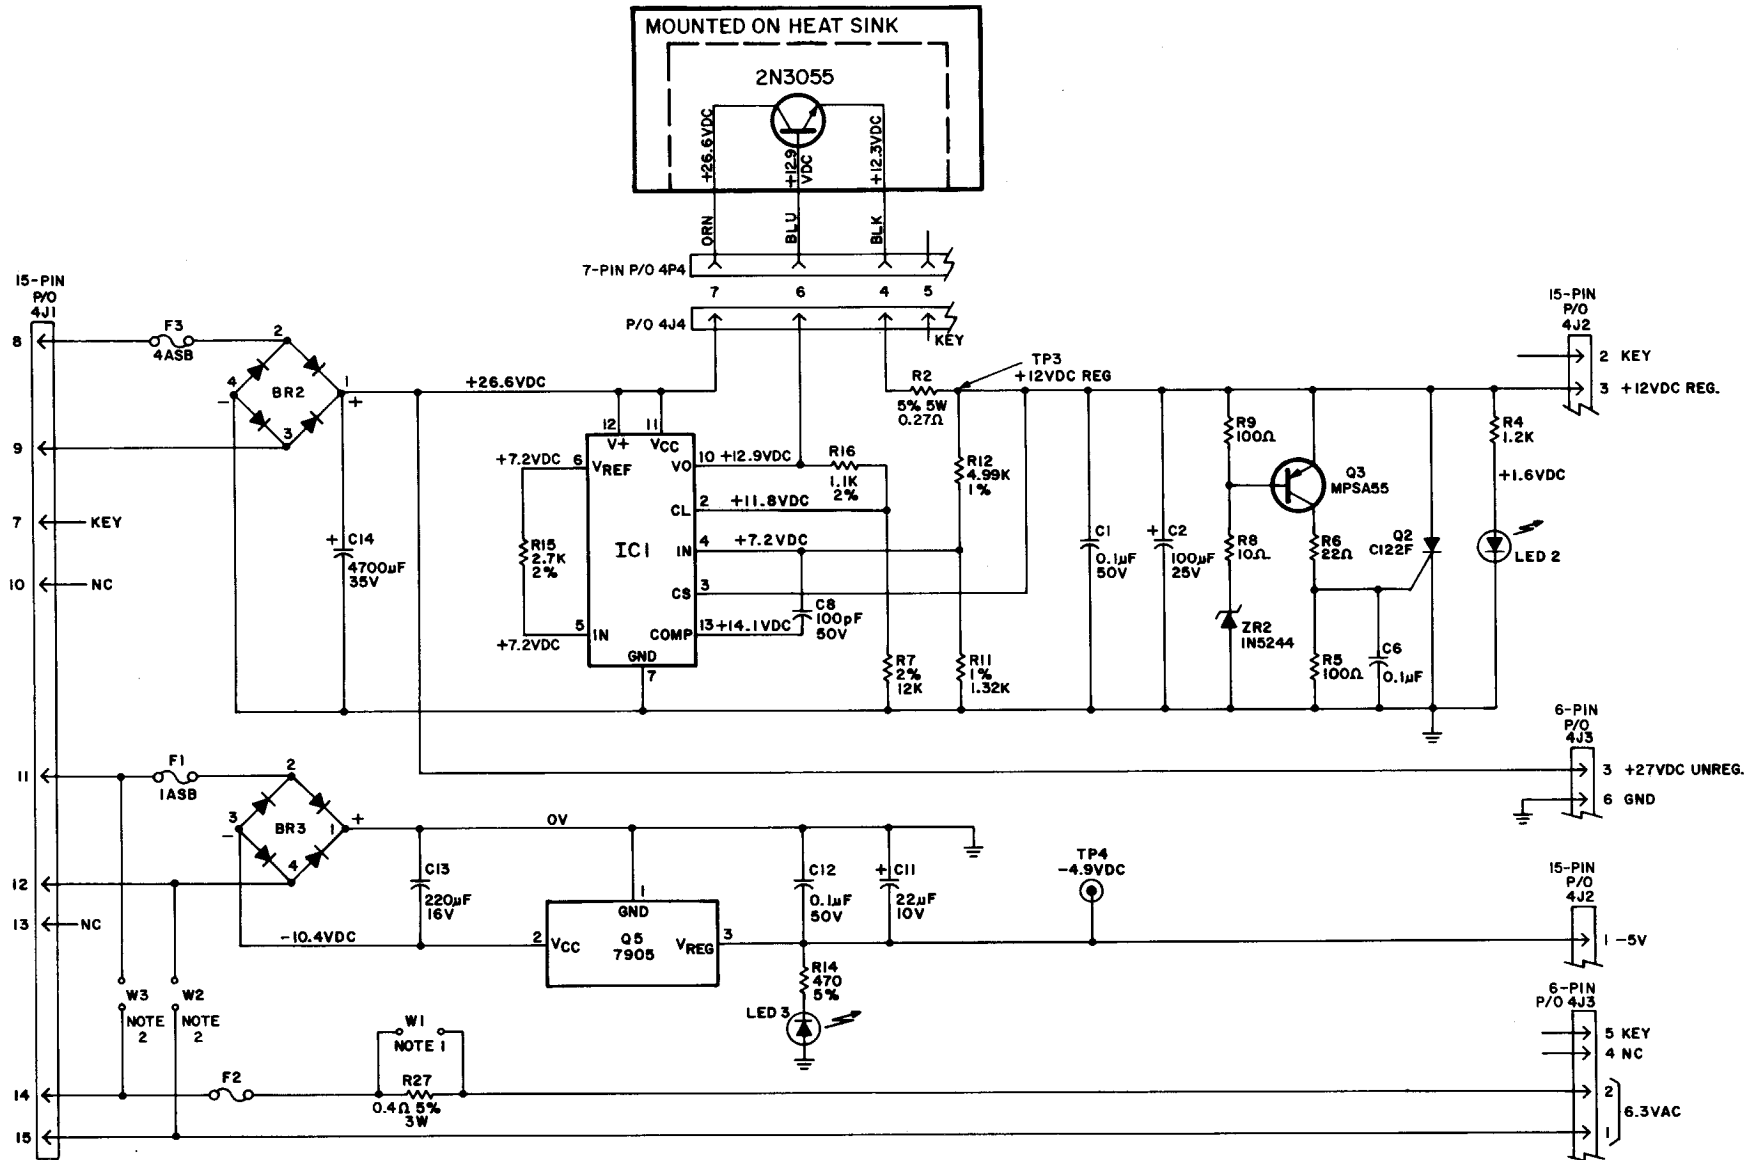 MOUNTED ON HEAT SINK
2N3055
+26.6VDC
+12.9
VDC
+12.3VDC
ORN
BLU
BLK
7-PIN P/O 4P4
7
6
4
5
P/O 4J4
KEY
15-PIN
P/O
4J1
8
F3
4ASB
2
4
BR2
1
-
+
3
9
+26.6VDC
7
KEY
10
NC
+
C14
4700µF
35V
12
V+
11
VCC
+7.2VDC
6
VREF
VO
10
+12.9VDC
R16
1.1K
2%
CL
2
+11.8VDC
IC1
IN
4
+7.2VDC
R15
2.7K
2%
CS
3
C8
100pF
50V
5
IN
+7.2VDC
COMP
13
+14.1VDC
GND
7
R2
5% 5W
0.27Ω
TP3
+12VDC REG
R12
4.99K
1%
R7
2%
12K
R11
1%
1.32K
C1
0.1µF
50V
+
C2
100µF
25V
R9
100Ω
R8
10Ω
ZR2
1N5244
Q3
MPSA55
R6
22Ω
R5
100Ω
C6
0.1µF
Q2
C122F
R4
1.2K
+1.6VDC
LED 2
15-PIN
P/O
4J2
2 KEY
3 +12VDC REG.
6-PIN
P/O
4J3
3 +27VDC UNREG.
6 GND
11
F1
1ASB
2
3
BR3
1
+
-
4
12
13
NC
0V
C13
220µF
16V
-10.4VDC
1
GND
2
VCC
Q5
7905
VREG
3
C12
0.1µF
50V
+
C11
22µF
10V
TP4
-4.9VDC
R14
470
5%
LED 3
15-PIN
P/O
4J2
1 -5V
W3
NOTE
2
W2
NOTE
2
W1
NOTE 1
14
F2
R27
0.4Ω 5%
3W
15
6-PIN
P/O 4J3
5 KEY
4 NC
2
1
6.3VAC